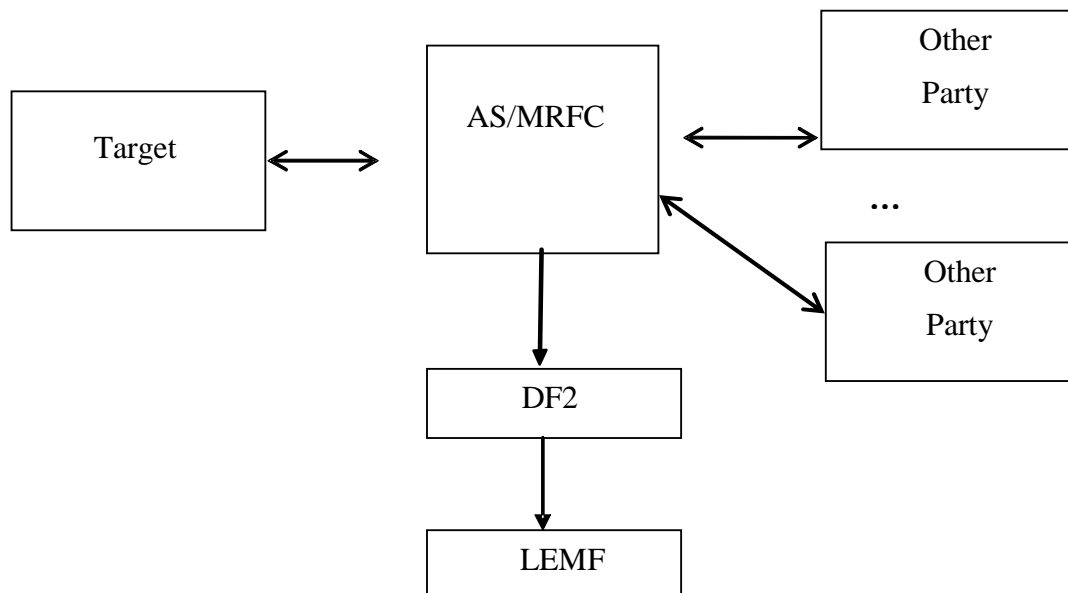 Target
AS/MRFC
Other
Party
...
Other
Party
DF2
LEMF